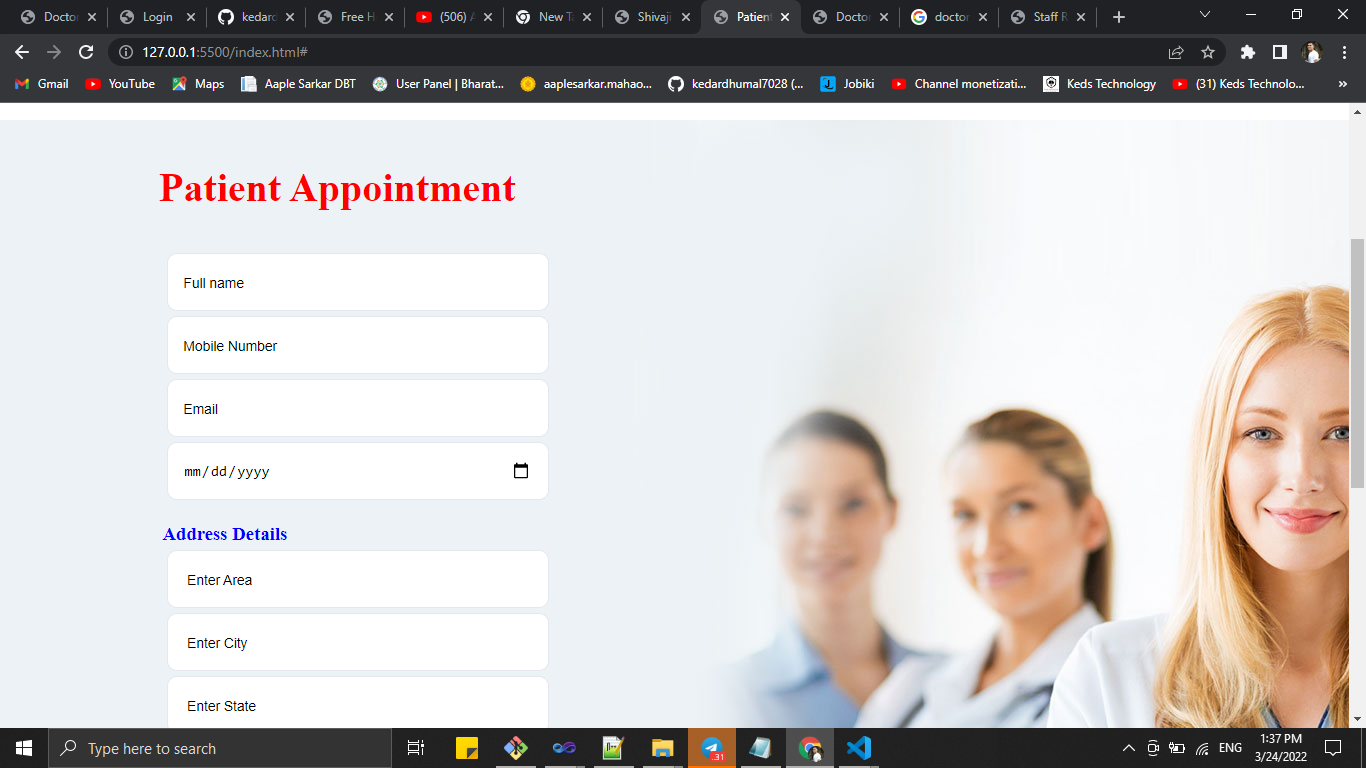 Doctor
Login
kedard
Free H
(506) A
New Ta
Shivaji
Patient
Doctor
doctor
Staff R
127.0.0.1:5500/index.html#
Gmail YouTube Maps Aaple Sarkar DBT User Panel | Bharat... aaplesarkar.mahao... kedardhumal7028 (... Jobiki Channel monetizati... Keds Technology (31) Keds Technolo... »
Patient Appointment
Full name
Mobile Number
Email
mm/dd/yyyy
Address Details
Enter Area
Enter City
Enter State
Type here to search
31
ENG
1:37 PM
3/24/2022